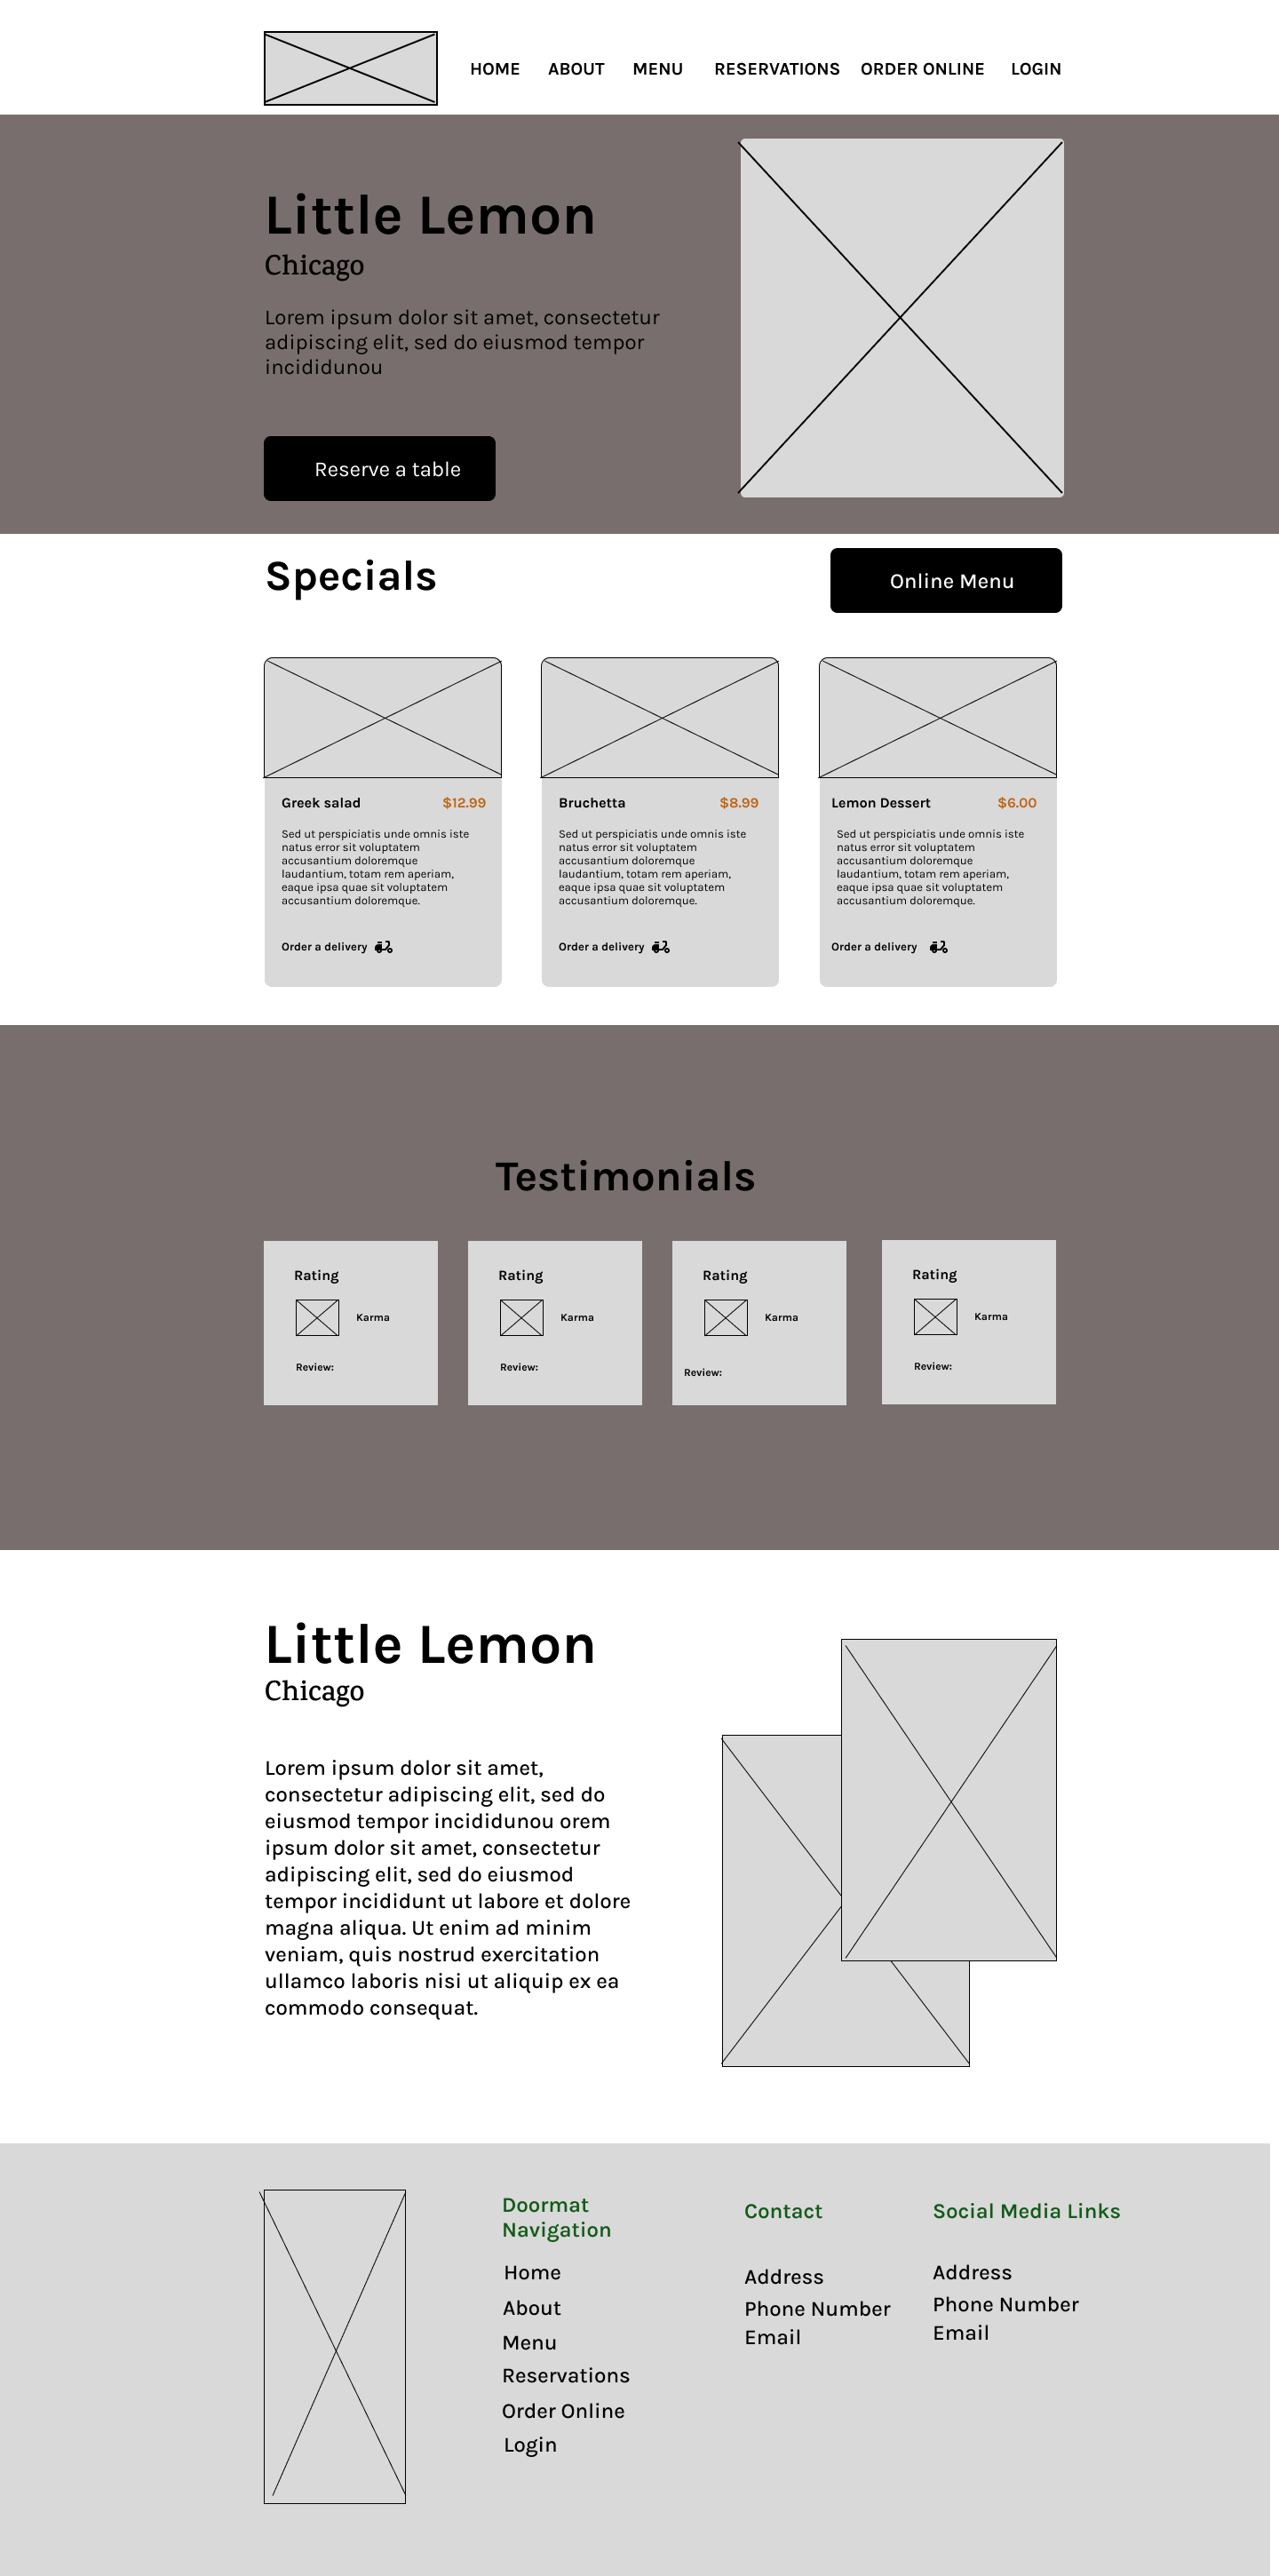 HOME ABOUT MENU RESERVATIONS ORDER ONLINE LOGIN
Little Lemon
Chicago
Lorem ipsum dolor sit amet, consectetur
adipiscing elit, sed do eiusmod tempor
incididunou
Reserve a table
Specials
Online Menu
Greek salad $12.99
Sed ut perspiciatis unde omnis iste
natus error sit voluptatem
accusantium doloremque
laudantium, totam rem aperiam,
eaque ipsa quae sit voluptatem
accusantium doloremque.
Order a delivery
Bruchetta $8.99
Sed ut perspiciatis unde omnis iste
natus error sit voluptatem
accusantium doloremque
laudantium, totam rem aperiam,
eaque ipsa quae sit voluptatem
accusantium doloremque.
Order a delivery
Lemon Dessert $6.00
Sed ut perspiciatis unde omnis iste
natus error sit voluptatem
accusantium doloremque
laudantium, totam rem aperiam,
eaque ipsa quae sit voluptatem
accusantium doloremque.
Order a delivery
Testimonials
Rating
Karma
Review:
Rating
Karma
Review:
Rating
Karma
Review:
Rating
Karma
Review:
Little Lemon
Chicago
Lorem ipsum dolor sit amet,
consectetur adipiscing elit, sed do
eiusmod tempor incididunou orem
ipsum dolor sit amet, consectetur
adipiscing elit, sed do eiusmod
tempor incididunt ut labore et dolore
magna aliqua. Ut enim ad minim
veniam, quis nostrud exercitation
ullamco laboris nisi ut aliquip ex ea
commodo consequat.
Doormat
Navigation
Home
About
Menu
Reservations
Order Online
Login
Contact
Address
Phone Number
Email
Social Media Links
Address
Phone Number
Email